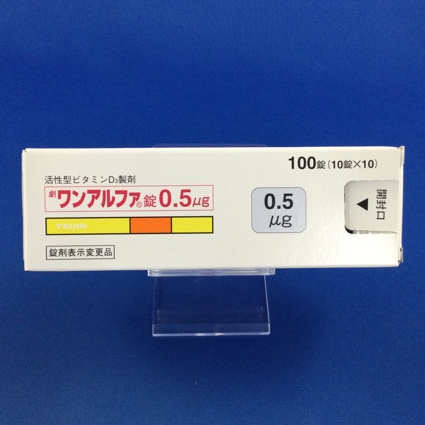 100錠(10錠×10)
活性型ビタミンD₃製剤
劇 ワンアルファ®錠0.5μg
0.5
μg
開封口
TEIJIN
錠剤表示変更品